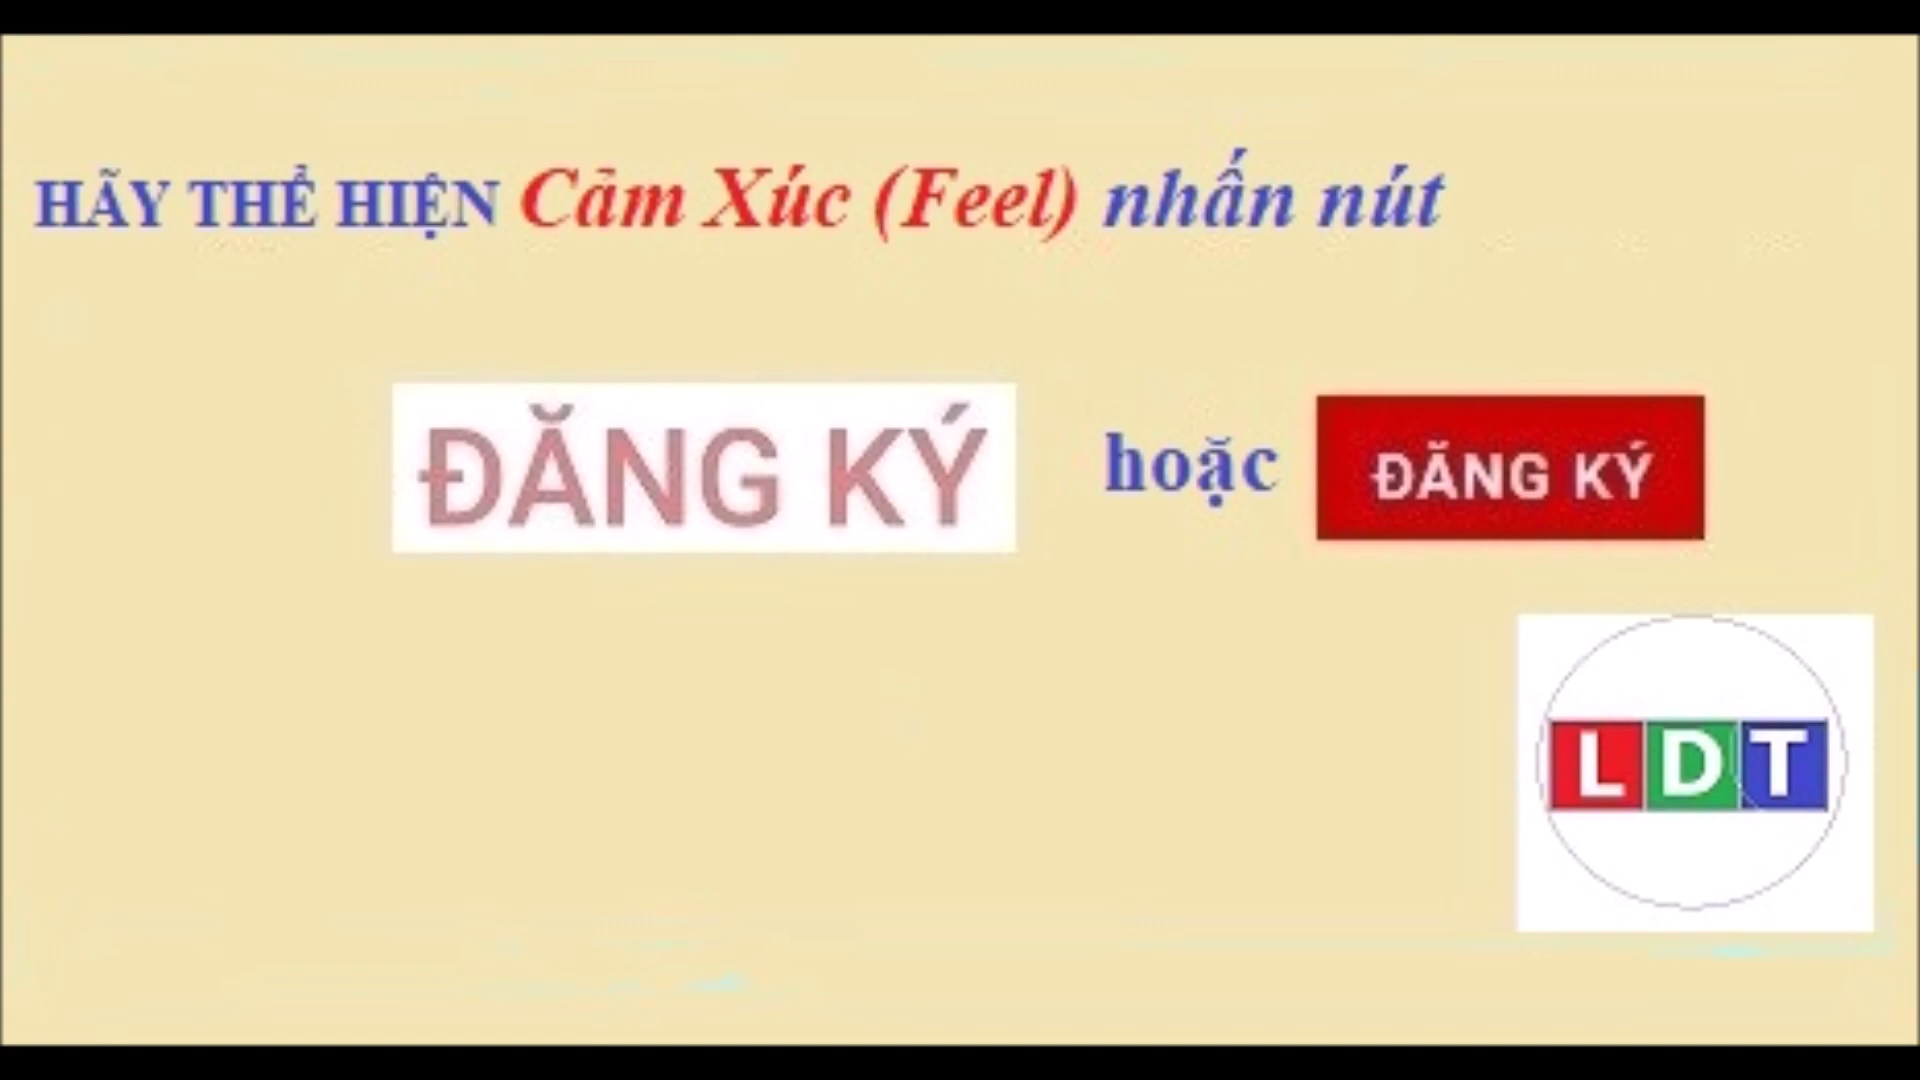 HÃY THỂ HIỆN Cảm Xúc (Feel) nhấn nút
ĐĂNG KÝ hoặc ĐĂNG KÝ
LDT